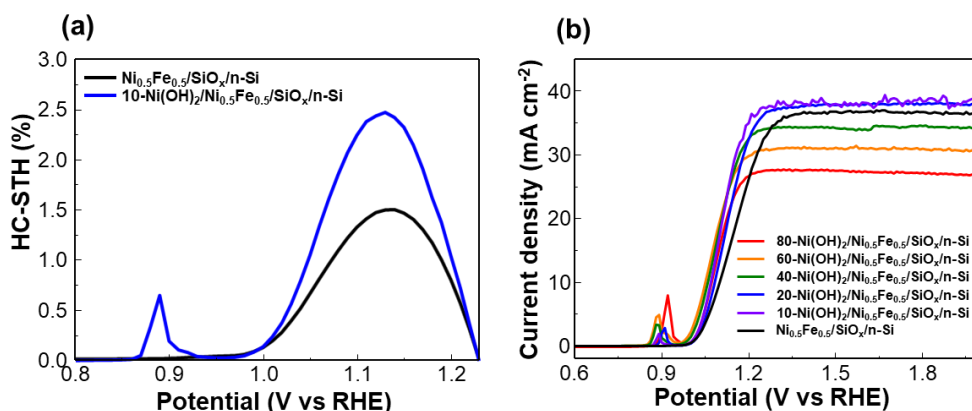 (a)
3.0
2.5
2.0
1.5
1.0
0.5
0.0
HC-STH (%)
Ni₀.₅Fe₀.₅/SiOₓ/n-Si
10-Ni(OH)₂/Ni₀.₅Fe₀.₅/SiOₓ/n-Si
0.8 0.9 1.0 1.1 1.2
Potential (V vs RHE)
(b)
40
30
20
10
0
Current density (mA cm⁻²)
80-Ni(OH)₂/Ni₀.₅Fe₀.₅/SiOₓ/n-Si
60-Ni(OH)₂/Ni₀.₅Fe₀.₅/SiOₓ/n-Si
40-Ni(OH)₂/Ni₀.₅Fe₀.₅/SiOₓ/n-Si
20-Ni(OH)₂/Ni₀.₅Fe₀.₅/SiOₓ/n-Si
10-Ni(OH)₂/Ni₀.₅Fe₀.₅/SiOₓ/n-Si
Ni₀.₅Fe₀.₅/SiOₓ/n-Si
0.6 0.9 1.2 1.5 1.8
Potential (V vs RHE)